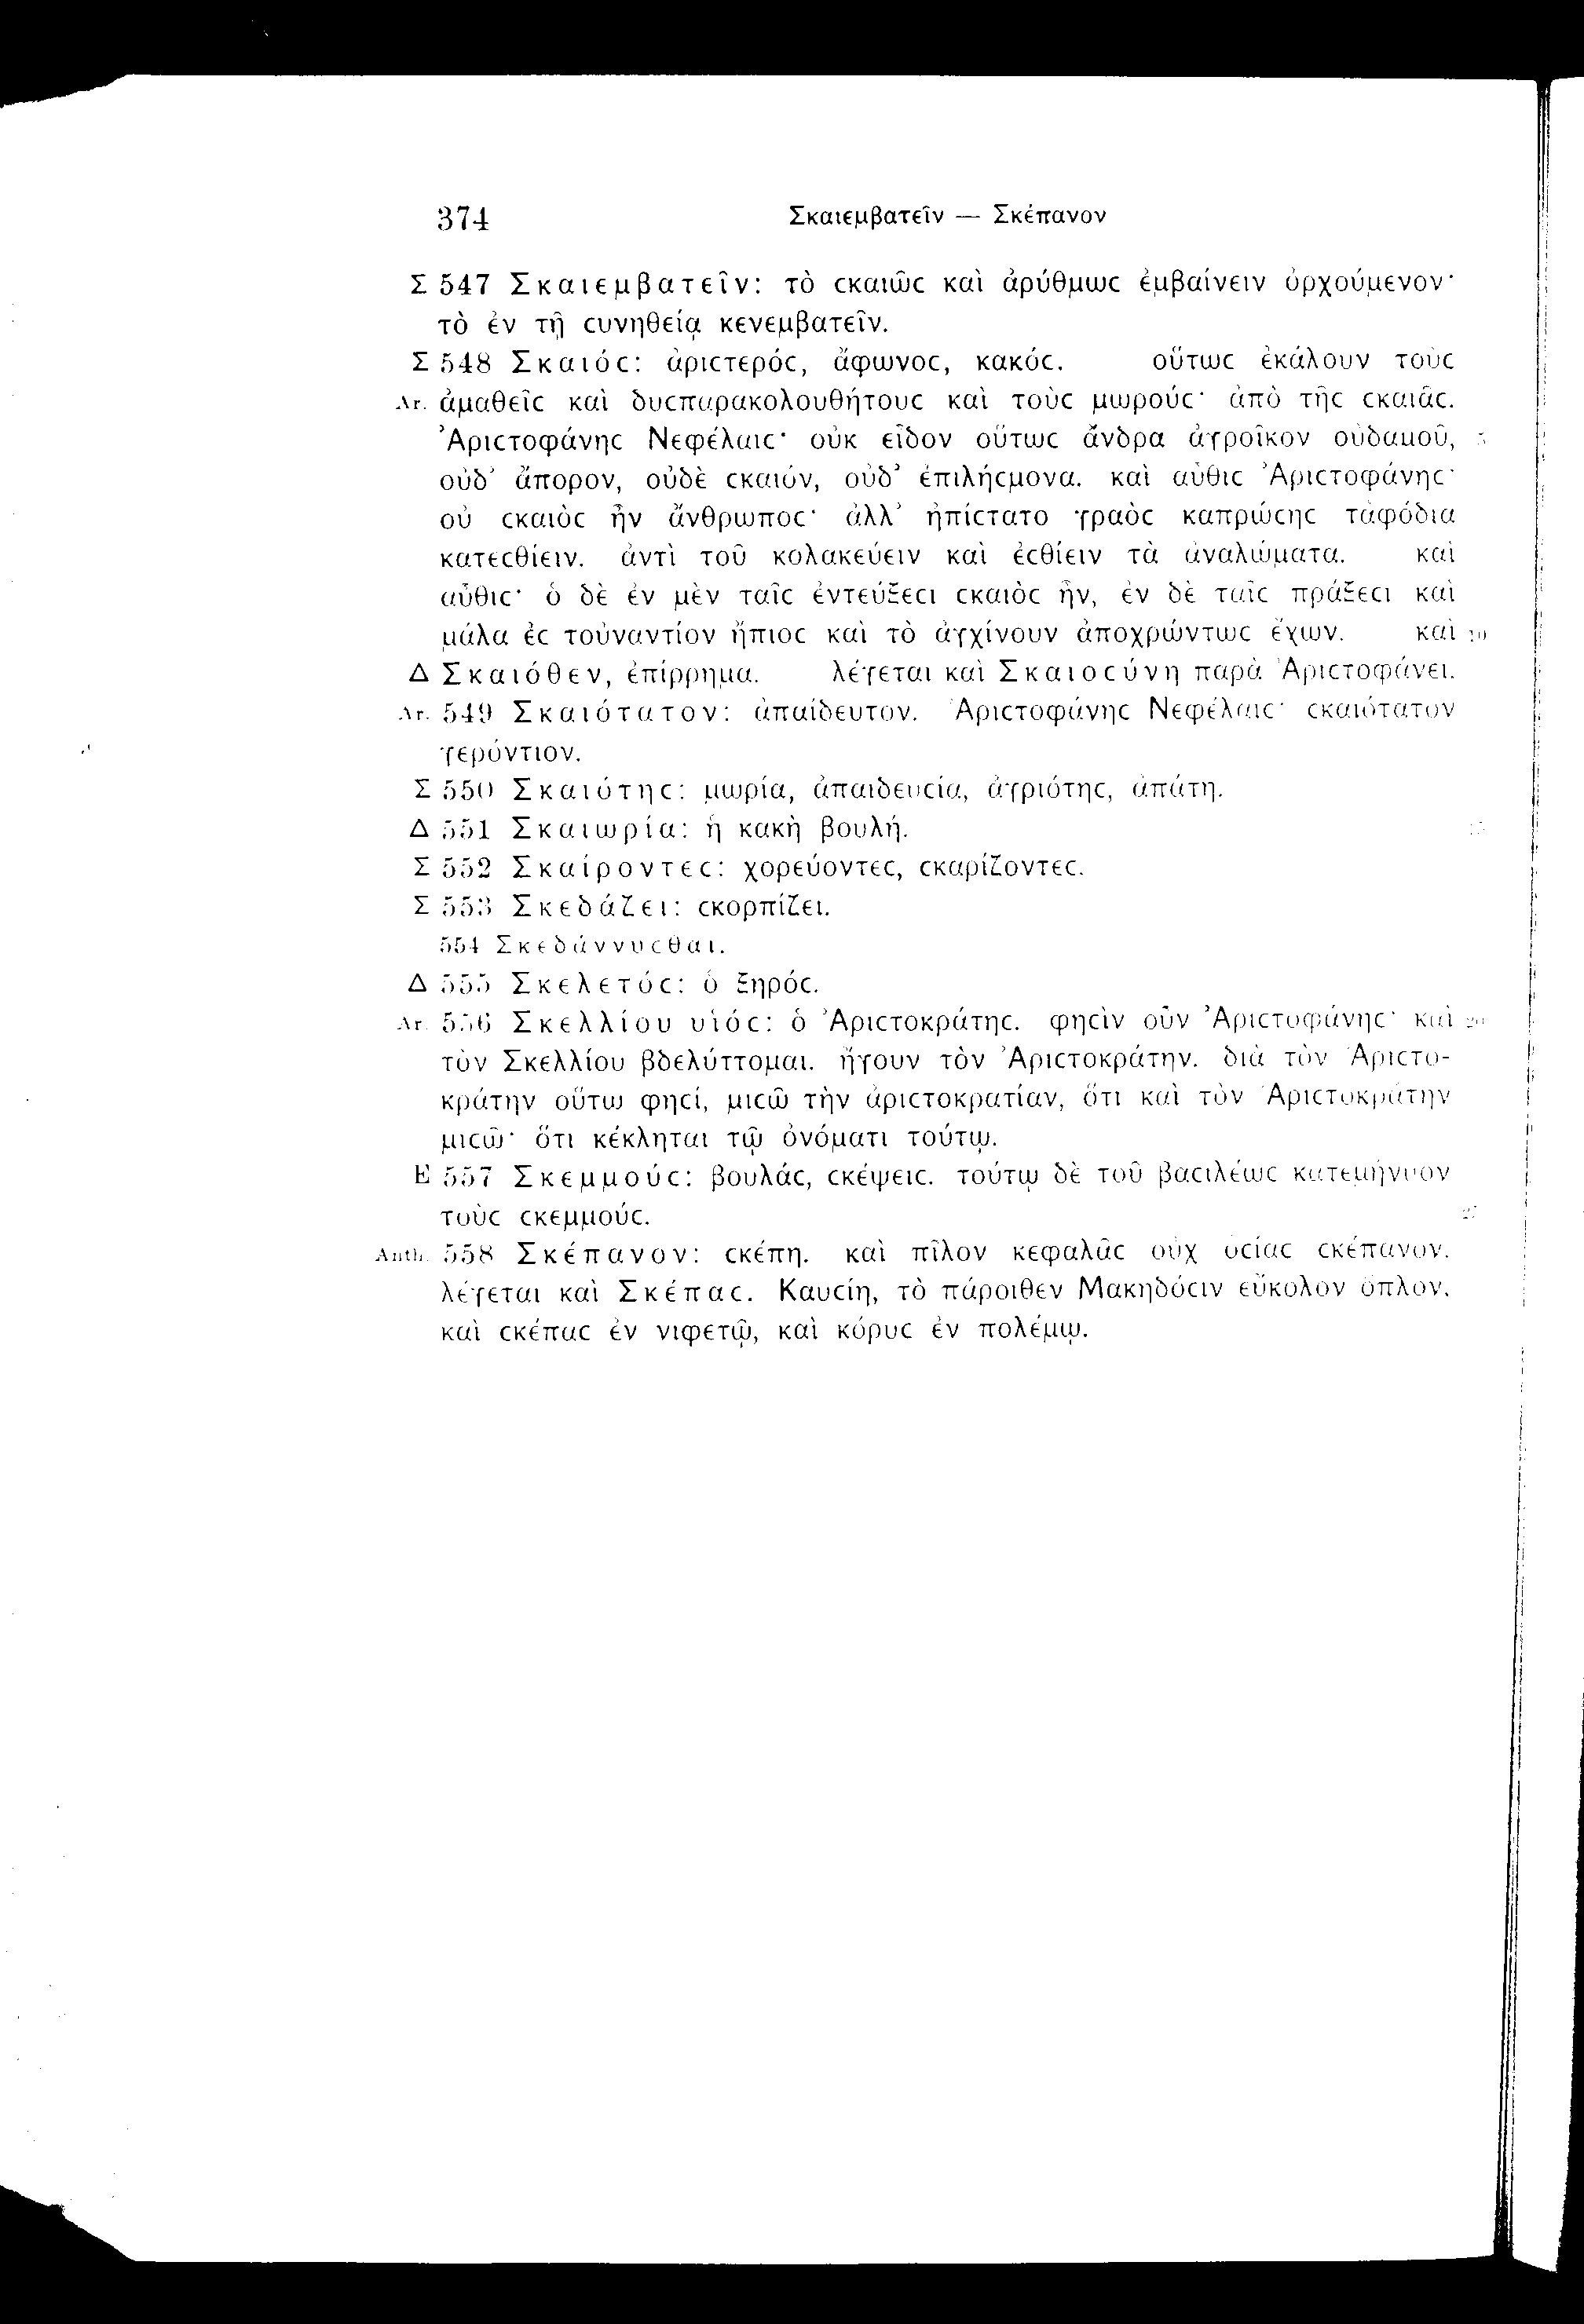 374 Σκαιεμβατεῖν — Σκέπανον
Σ 547 Σκαιεμβατεῖν: τὸ ϲκαιῶϲ καὶ ἀρύθμωϲ ἐμβαίνειν ὀρχούμενον·
τὸ ἐν τῇ ϲυνηθείᾳ κενεμβατεῖν.
Σ 548 Σκαιόϲ: ἀριϲτερόϲ, ἄφωνοϲ, κακόϲ. οὕτωϲ ἐκάλουν τοὺϲ
Ar. ἀμαθεῖϲ καὶ δυϲπαρακολουθήτουϲ καὶ τοὺϲ μωρούϲ· ἀπὸ τῆϲ ϲκαιᾶϲ.
Ἀριϲτοφάνηϲ Νεφέλαιϲ· οὐκ εἶδον οὕτωϲ ἄνδρα ἀγροῖκον οὐδαμοῦ, 5
οὐδ' ἄπορον, οὐδὲ ϲκαιόν, οὐδ' ἐπιλήϲμονα. καὶ αὖθιϲ Ἀριϲτοφάνηϲ·
οὐ ϲκαιὸϲ ἦν ἄνθρωποϲ· ἀλλ' ἠπίϲτατο γραὸϲ καπρώϲηϲ τἀφόδια
κατεϲθίειν. ἀντὶ τοῦ κολακεύειν καὶ ἐϲθίειν τὰ ἀναλώματα. καὶ
αὖθιϲ· ὁ δὲ ἐν μὲν ταῖϲ ἐντεύξεϲι ϲκαιὸϲ ἦν, ἐν δὲ ταῖϲ πράξεϲι καὶ
μάλα ἐϲ τοὐναντίον ἤπιοϲ καὶ τὸ ἀγχίνουν ἀποχρώντωϲ ἔχων. καὶ 10
Δ Σκαιόθεν, ἐπίρρημα. λέγεται καὶ Σκαιοϲύνη παρὰ Ἀριϲτοφάνει.
Ar. 549 Σκαιότατον: ἀπαίδευτον. Ἀριϲτοφάνηϲ Νεφέλαιϲ· ϲκαιότατον
γερόντιον.
Σ 550 Σκαιότηϲ: μωρία, ἀπαιδευϲία, ἀγριότηϲ, ἀπάτη.
Δ 551 Σκαιωρία: ἡ κακὴ βουλή. 15
Σ 552 Σκαίροντεϲ: χορεύοντεϲ, ϲκαρίζοντεϲ.
Σ 553 Σκεδάζει: ϲκορπίζει.
554 Σκεδάννυϲθαι.
Δ 555 Σκελετόϲ: ὁ ξηρόϲ.
Ar. 556 Σκελλίου υἱόϲ: ὁ Ἀριϲτοκράτηϲ. φηϲὶν οὖν Ἀριϲτοφάνηϲ· καὶ 20
τὸν Σκελλίου βδελύττομαι. ἤγουν τὸν Ἀριϲτοκράτην. διὰ τὸν Ἀριϲτο-
κράτην οὕτω φηϲί, μιϲῶ τὴν ἀριϲτοκρατίαν, ὅτι καὶ τὸν Ἀριϲτοκράτην
μιϲῶ· ὅτι κέκληται τῷ ὀνόματι τούτῳ.
E 557 Σκεμμούϲ: βουλάϲ, ϲκέψειϲ. τούτῳ δὲ τοῦ βαϲιλέωϲ κατεμήνυον
τοὺϲ ϲκεμμούϲ. 25
Anth. 558 Σκέπανον: ϲκέπη. καὶ πῖλον κεφαλᾶϲ οὐχ ὁϲίαϲ ϲκέπανον.
λέγεται καὶ Σκέπαϲ. Καυϲίη, τὸ πάροιθεν Μακηδόϲιν εὔκολον ὅπλον,
καὶ ϲκέπαϲ ἐν νιφετῷ, καὶ κόρυϲ ἐν πολέμῳ.